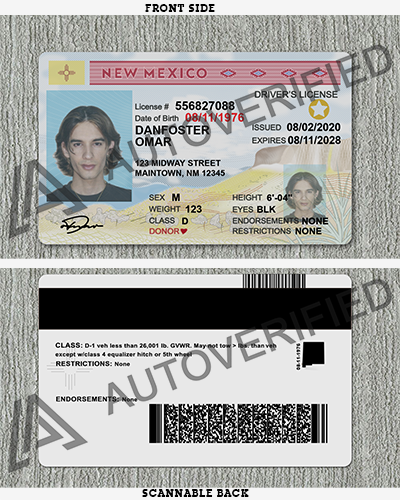 FRONT SIDE
NEW MEXICO
DRIVER'S LICENSE
License # 556827088
Date of Birth 08/11/1976
DANFOSTER
OMAR
ISSUED 08/02/2020
EXPIRES 08/11/2028
123 MIDWAY STREET
MAINTOWN, NM 12345
SEX M
HEIGHT 6'-04"
WEIGHT 123
EYES BLK
CLASS D
ENDORSEMENTS NONE
DONOR
RESTRICTIONS NONE
AUTOVERIFIED
CLASS: D-1 veh less than 26,001 lb. GVWR. May-not tow > lbs. than veh
except w/class 4 equalizer hitch or 5th wheel
RESTRICTIONS: None
08-11-1976
ENDORSEMENTS: None
AUTOVERIFIED
SCANNABLE BACK